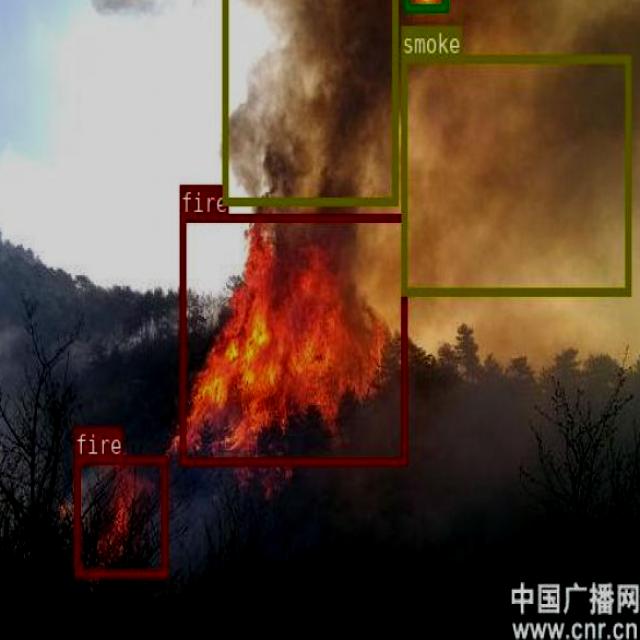 smoke
fire
fire
中国广播网
www.cnr.cn